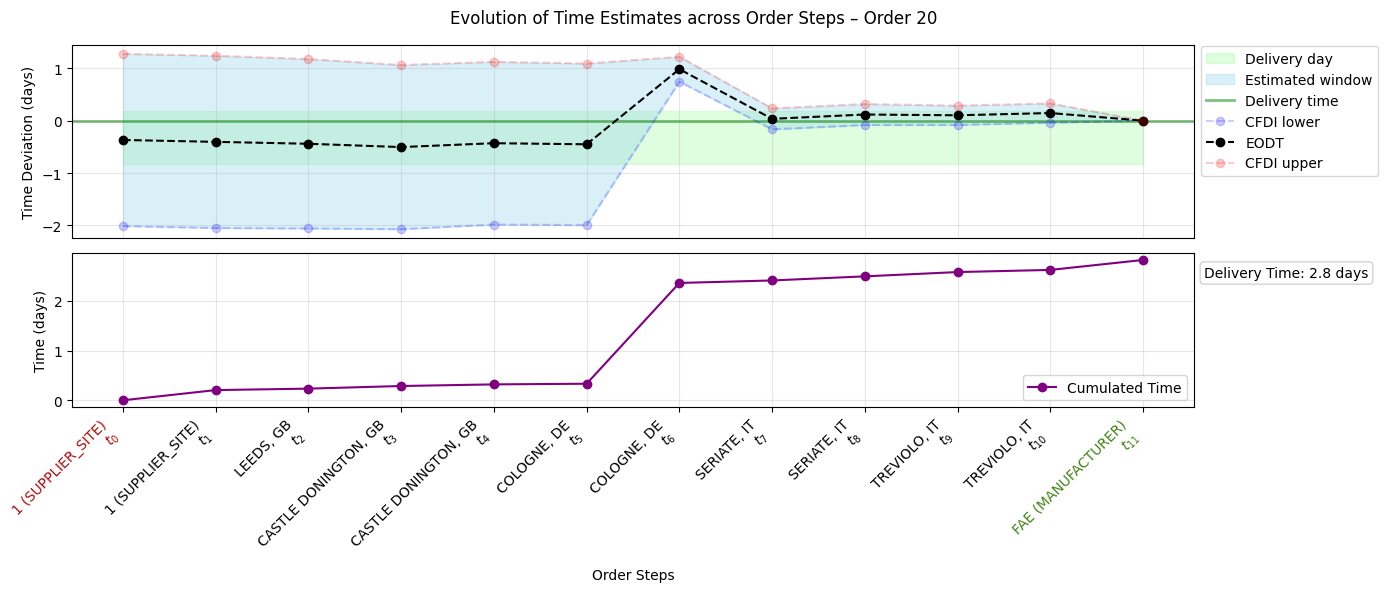 Evolution of Time Estimates across Order Steps – Order 20
Time Deviation (days)
1
0
−1
−2
Delivery day
Estimated window
Delivery time
CFDI lower
EODT
CFDI upper
Time (days)
2
1
0
Cumulated Time
Delivery Time: 2.8 days
1 (SUPPLIER_SITE)
t0
1 (SUPPLIER_SITE)
t1
LEEDS, GB
t2
CASTLE DONINGTON, GB
t3
CASTLE DONINGTON, GB
t4
COLOGNE, DE
t5
COLOGNE, DE
t6
SERIATE, IT
t7
SERIATE, IT
t8
TREVIOLO, IT
t9
TREVIOLO, IT
t10
FAE (MANUFACTURER)
t11
Order Steps